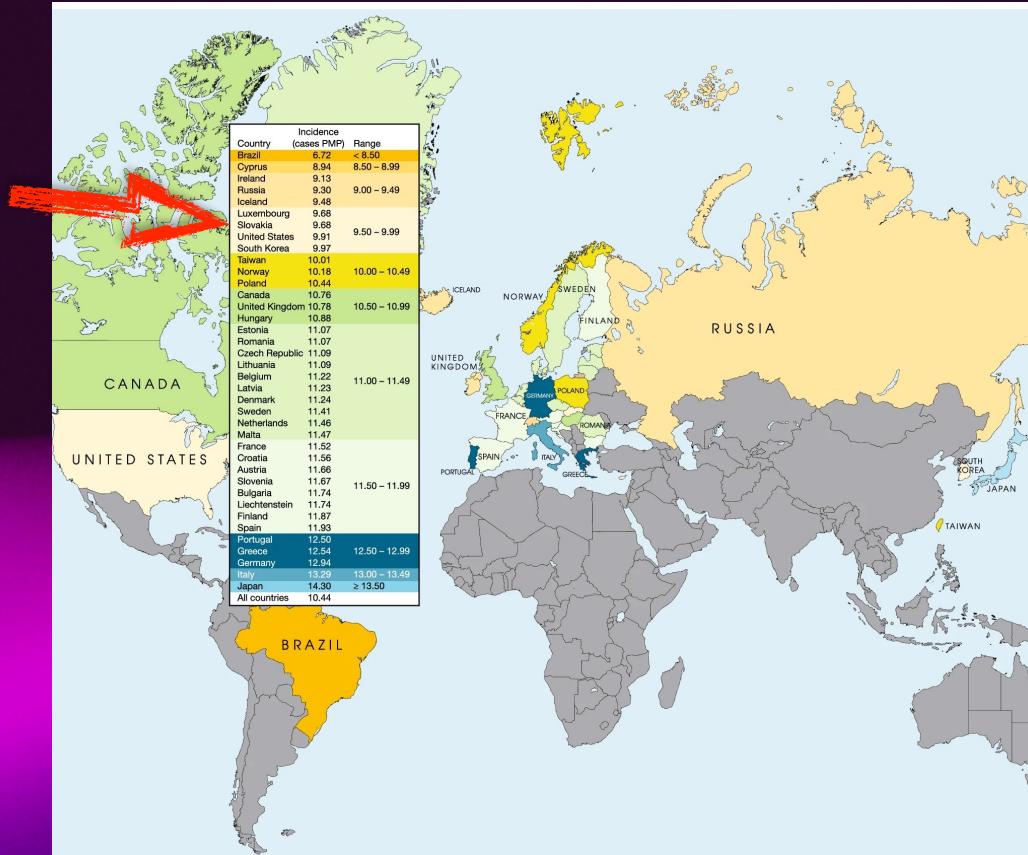 Incidence
Country (cases PMP) Range
Brazil 6.72 < 8.50
Cyprus 8.94 8.50 – 8.99
Ireland 9.13
Russia 9.30 9.00 – 9.49
Iceland 9.48
Luxembourg 9.68
Slovakia 9.68
9.50 – 9.99
United States 9.91
South Korea 9.97
Taiwan 10.01
Norway 10.18 10.00 – 10.49
Poland 10.44
Canada 10.76
United Kingdom 10.78 10.50 – 10.99
Hungary 10.88
Estonia 11.07
Romania 11.07
Czech Republic 11.09
Lithuania 11.09
Belgium 11.22
11.00 – 11.49
Latvia 11.23
Denmark 11.24
Sweden 11.41
Netherlands 11.46
Malta 11.47
France 11.52
Croatia 11.56
Austria 11.66
Slovenia 11.67
11.50 – 11.99
Bulgaria 11.74
Liechtenstein 11.74
Finland 11.87
Spain 11.93
Portugal 12.50
Greece 12.54 12.50 – 12.99
Germany 12.94
Italy 13.29 13.00 – 13.49
Japan 14.30 ≥ 13.50
All countries 10.44
ICELAND
NORWAY
SWEDEN
FINLAND
RUSSIA
UNITED
KINGDOM
CANADA
GERMANY
POLAND
FRANCE
ROMANIA
UNITED STATES
SPAIN
ITALY
PORTUGAL
GREECE
SOUTH
KOREA
JAPAN
TAIWAN
BRAZIL